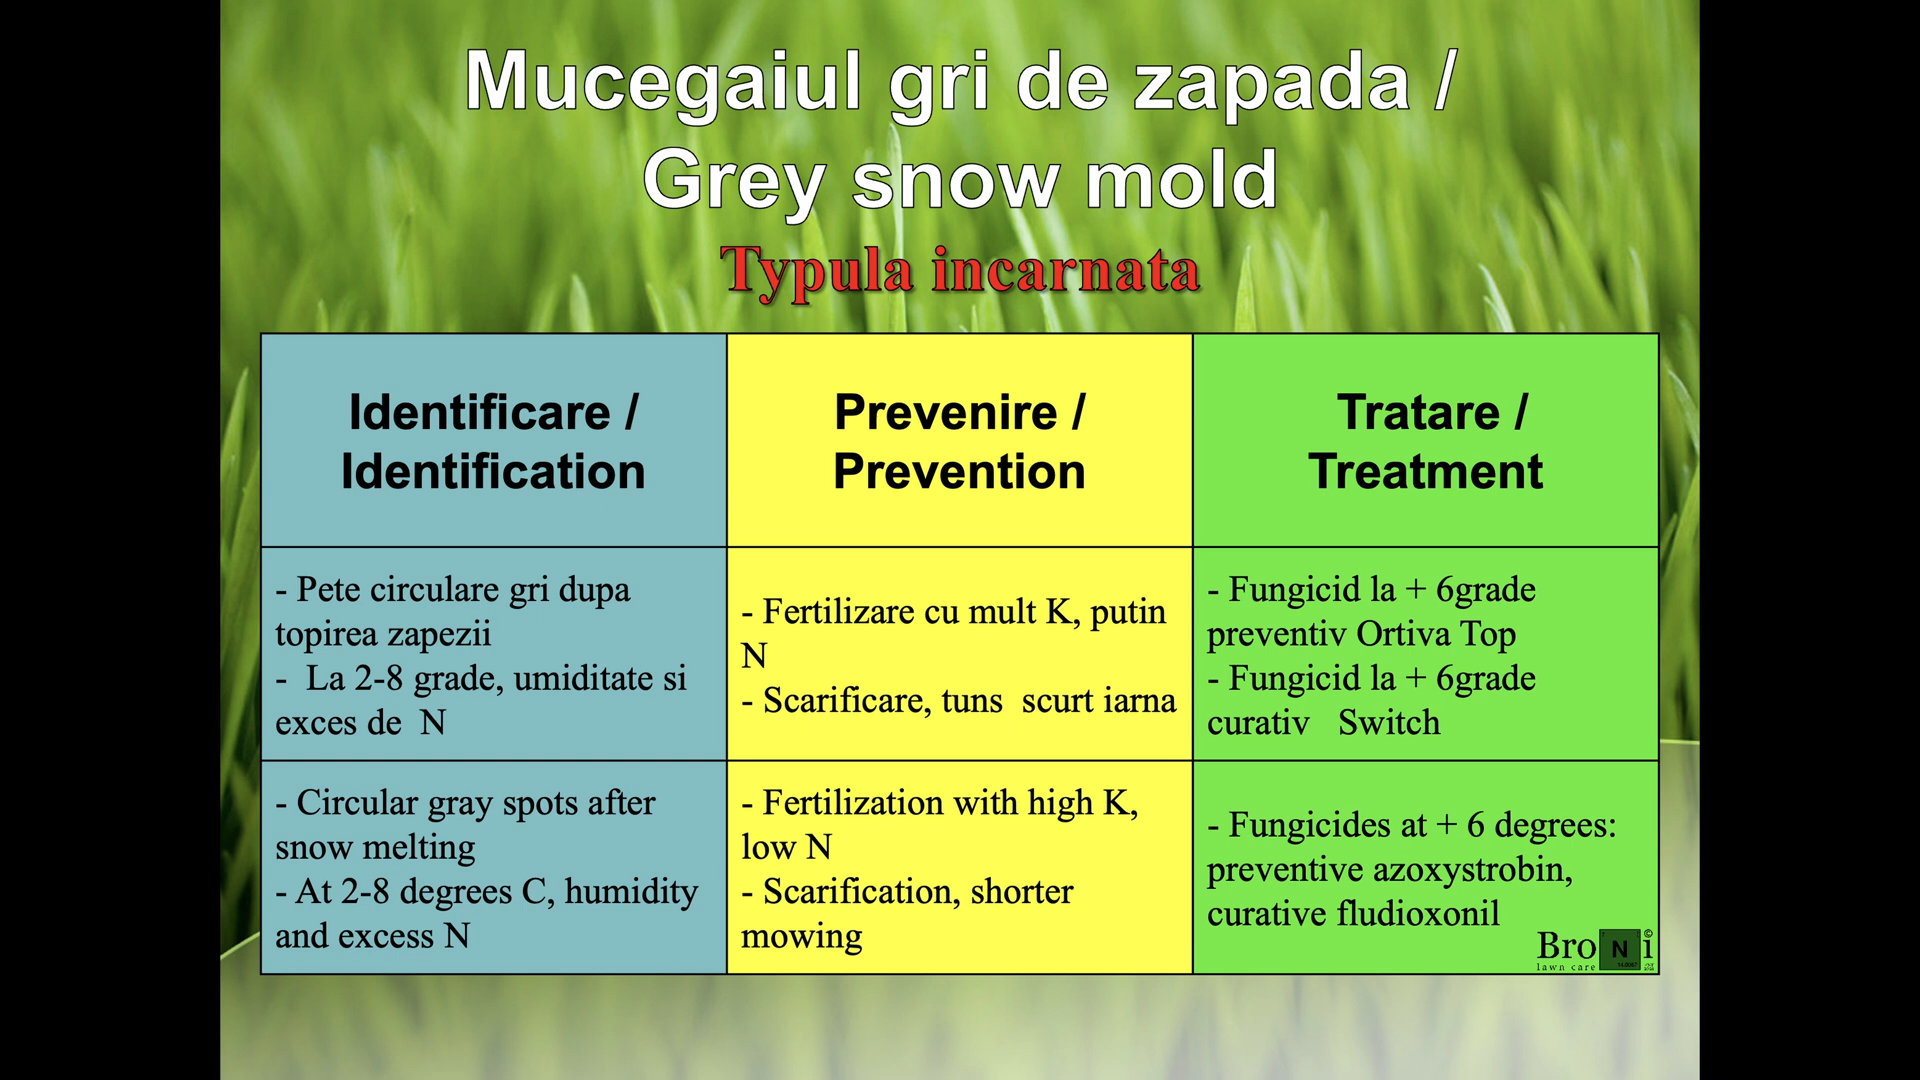 Mucegaiul gri de zapada /
Grey snow mold
Typula incarnata
Identificare /
Identification
Prevenire /
Prevention
Tratare /
Treatment
- Pete circulare gri dupa
topirea zapezii
-  La 2-8 grade, umiditate si
exces de  N
- Fertilizare cu mult K, putin
N
- Scarificare, tuns  scurt iarna
- Fungicid la + 6grade
preventiv Ortiva Top
- Fungicid la + 6grade
curativ   Switch
- Circular gray spots after
snow melting
- At 2-8 degrees C, humidity
and excess N
- Fertilization with high K,
low N
- Scarification, shorter
mowing
- Fungicides at + 6 degrees:
preventive azoxystrobin,
curative fludioxonil
BroNi ©
lawn care